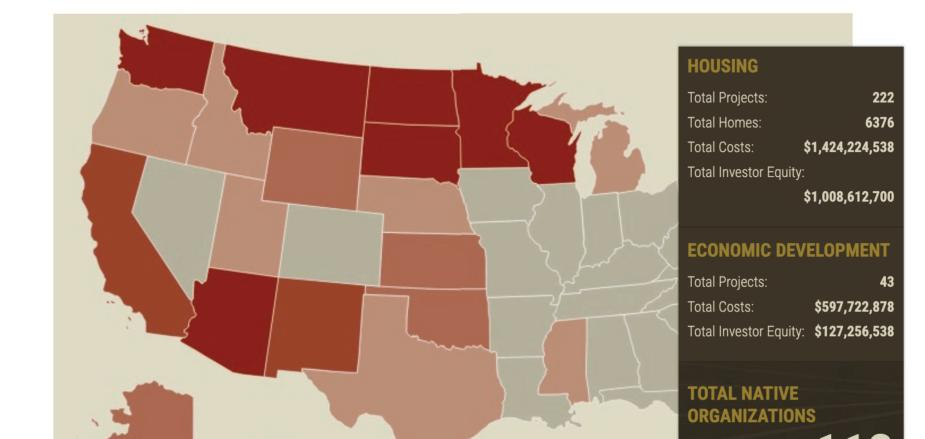 HOUSING
Total Projects: 222
Total Homes: 6376
Total Costs: $1,424,224,538
Total Investor Equity:
$1,008,612,700
ECONOMIC DEVELOPMENT
Total Projects: 43
Total Costs: $597,722,878
Total Investor Equity: $127,256,538
TOTAL NATIVE
ORGANIZATIONS